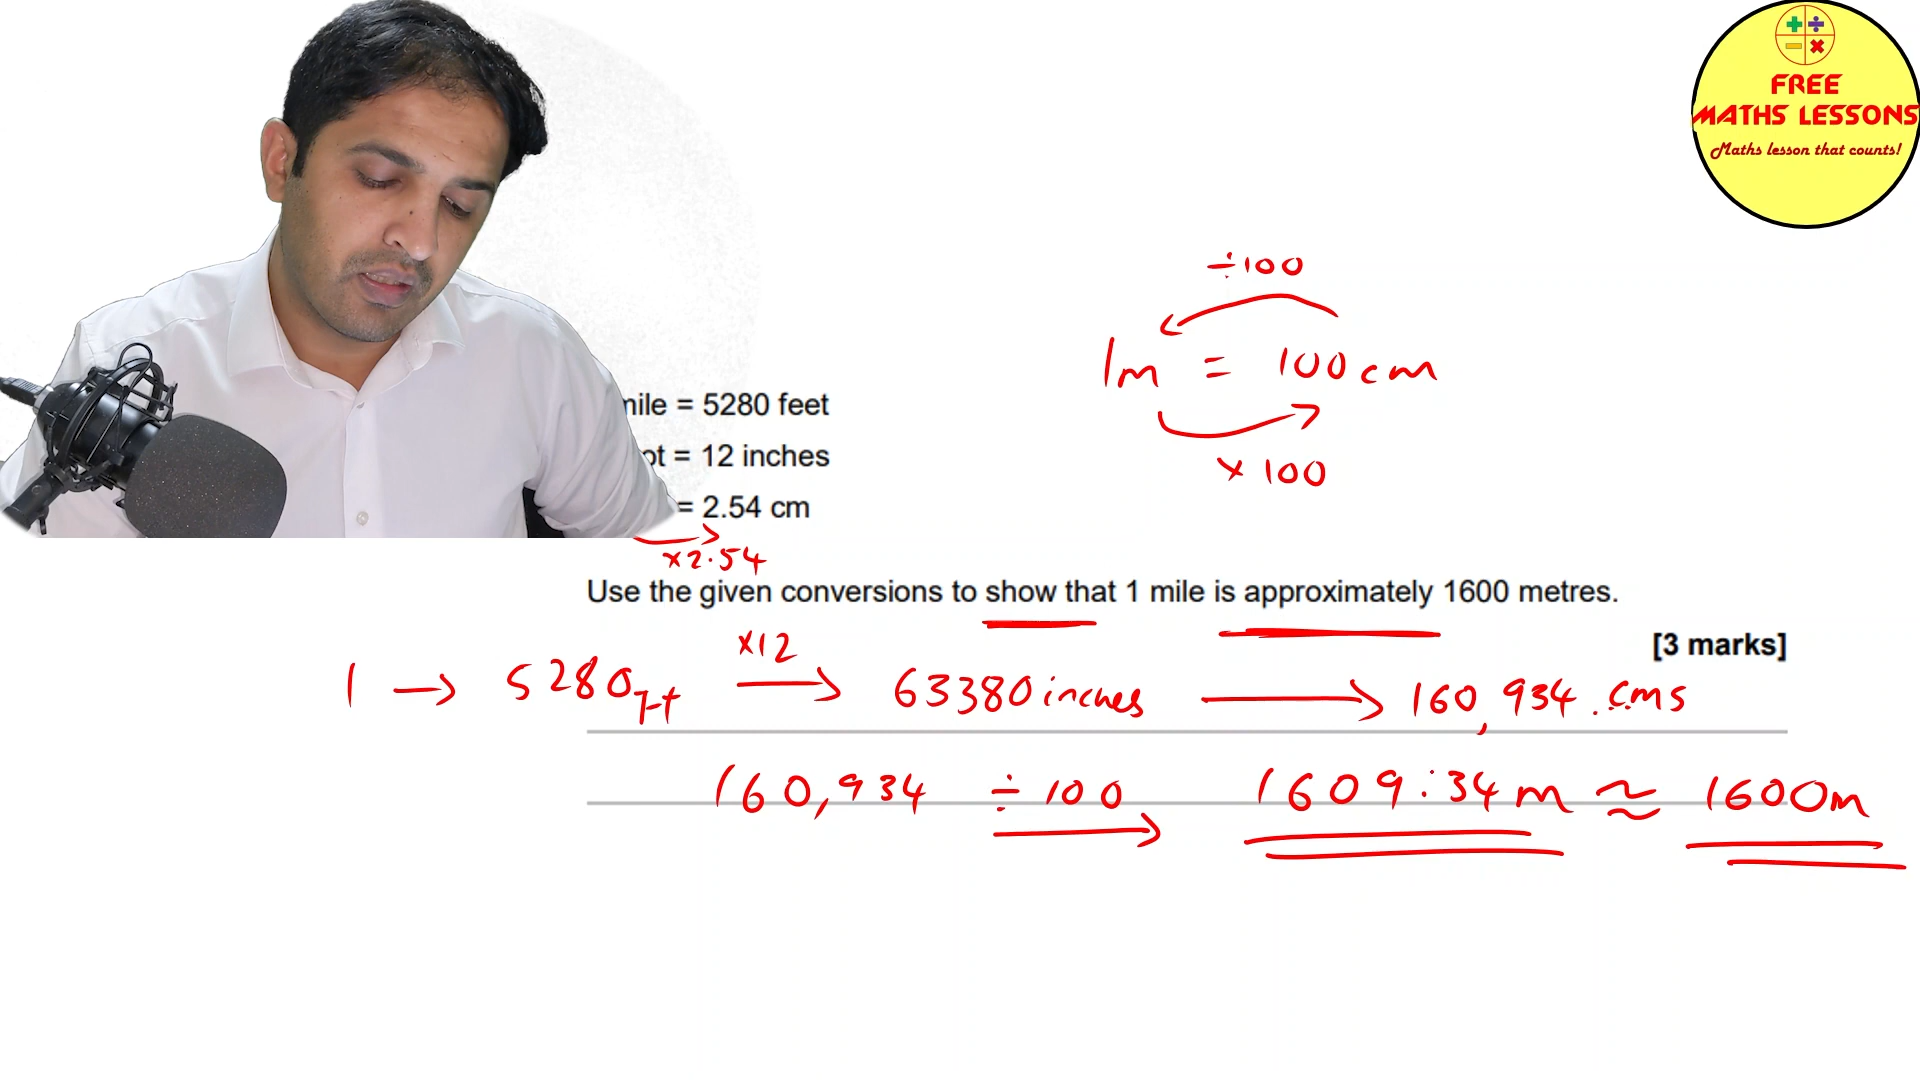 FREE
MATHS LESSONS
Maths lesson that counts!
÷100
1m = 100cm
× 100
mile = 5280 feet
ot = 12 inches
= 2.54 cm
×2.54
Use the given conversions to show that 1 mile is approximately 1600 metres.
[3 marks]
×12
1 → 5280ft → 63380 inches → 160,934 . cms
160,934 ÷ 100 → 1609.34 m ≈ 1600m